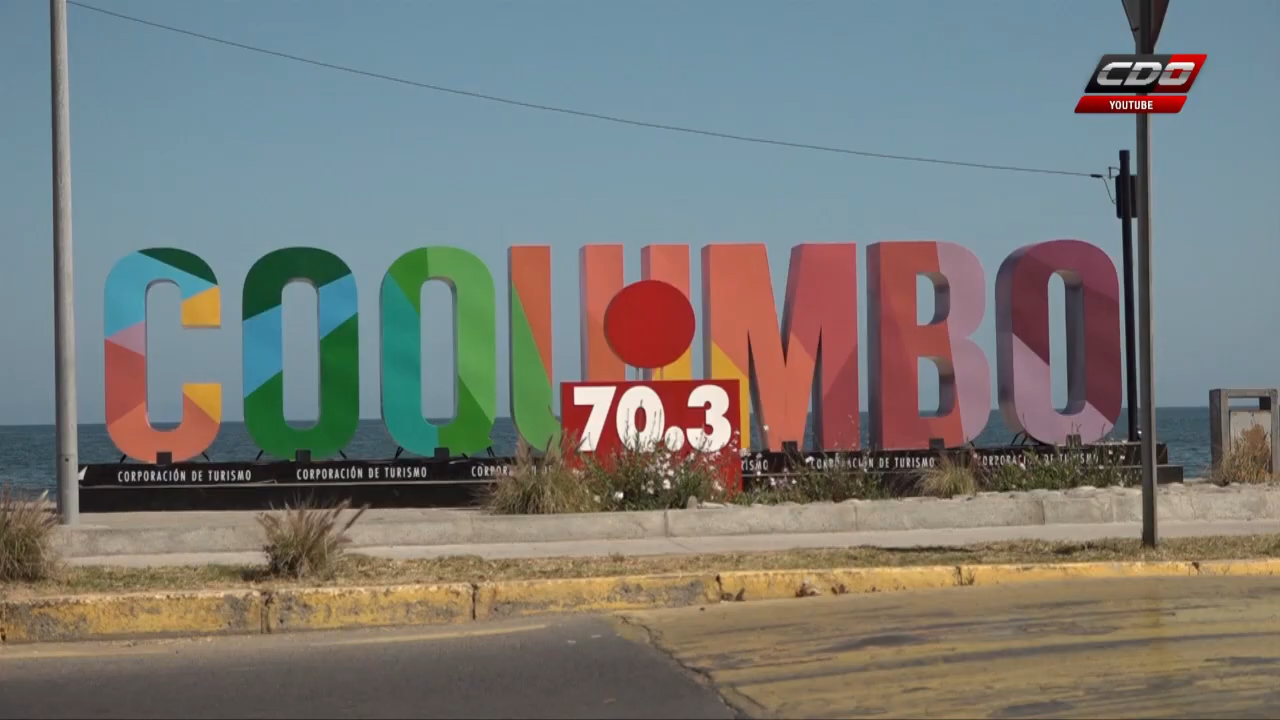 CDO
YOUTUBE
COQUIMBO
70.3
CORPORACIÓN DE TURISMO CORPORACIÓN DE TURISMO CORPORACIÓN DE TURISMO CORPORACIÓN DE TURISMO